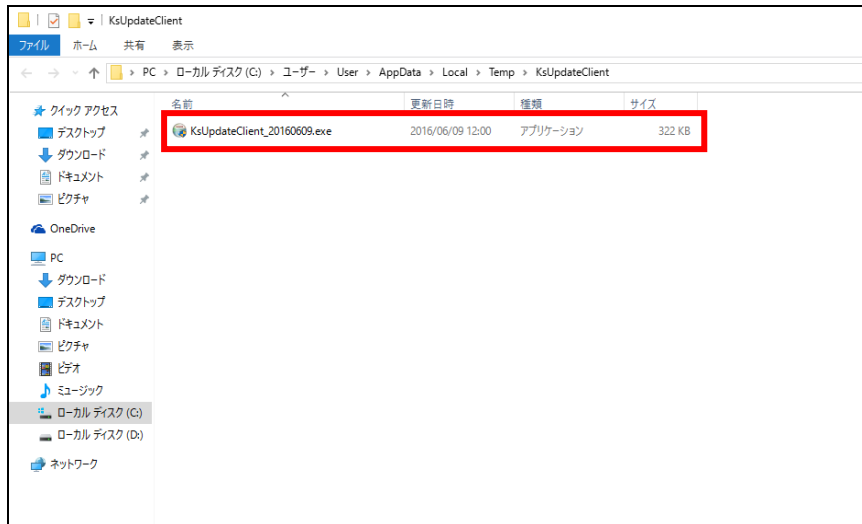 KsUpdateClient
ファイル ホーム 共有 表示
PC > ローカル ディスク (C:) > ユーザー > User > AppData > Local > Temp > KsUpdateClient
名前 更新日時 種類 サイズ
KsUpdateClient_20160609.exe 2016/06/09 12:00 アプリケーション 322 KB
クイック アクセス
デスクトップ
ダウンロード
ドキュメント
ピクチャ
OneDrive
PC
ダウンロード
デスクトップ
ドキュメント
ピクチャ
ビデオ
ミュージック
ローカル ディスク (C:)
ローカル ディスク (D:)
ネットワーク